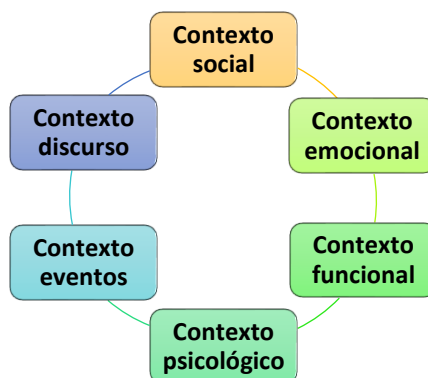 Contexto
social
Contexto
emocional
Contexto
funcional
Contexto
psicológico
Contexto
eventos
Contexto
discurso